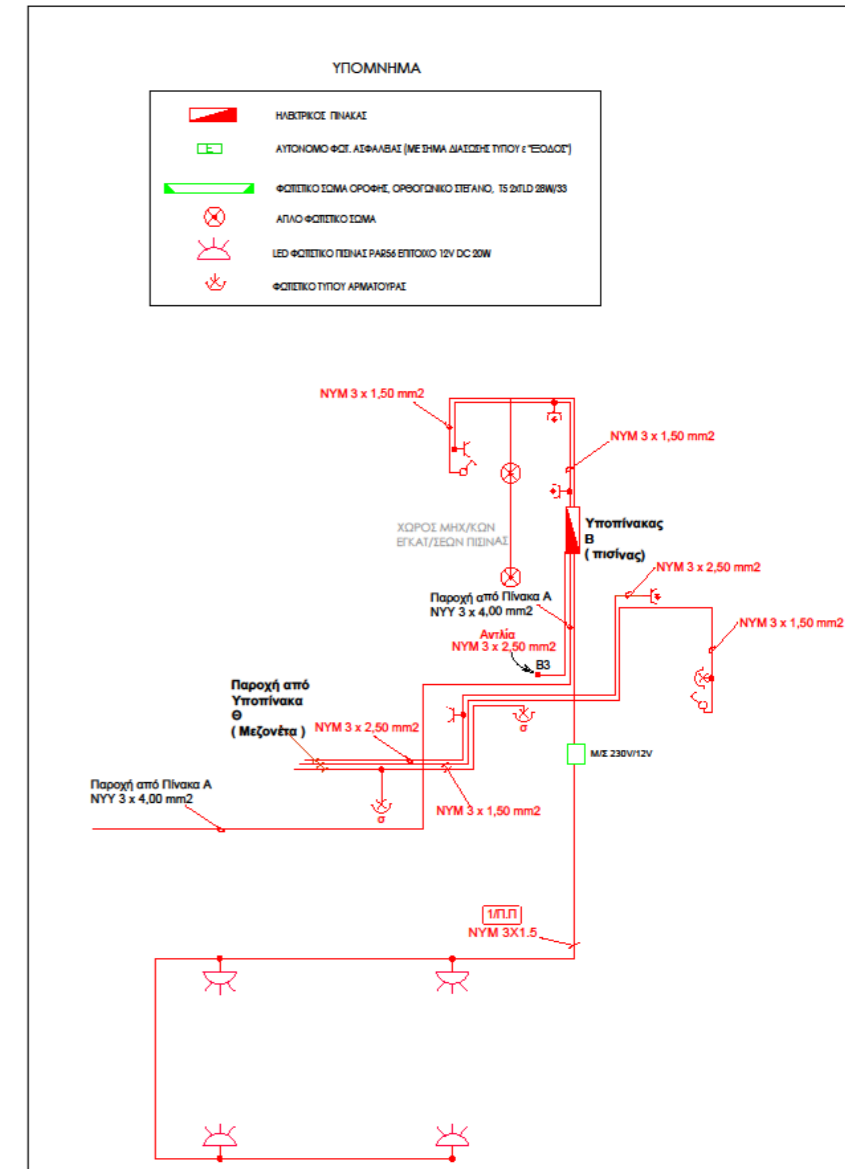 ΥΠΟΜΝΗΜΑ
ΗΛΕΚΤΡΙΚΟΣ ΠΙΝΑΚΑΣ
E
ΑΥΤΟΝΟΜΟ ΦΩΤ. ΑΣΦΑΛΕΙΑΣ (ΜΕ ΣΗΜΑ ΔΙΑΣΩΣΗΣ ΤΥΠΟΥ ε "ΕΞΟΔΟΣ")
ΦΩΤΙΣΤΙΚΟ ΣΩΜΑ ΟΡΟΦΗΣ, ΟΡΘΟΓΩΝΙΚΟ ΣΤΕΓΑΝΟ, T5 2xTLD 28W/33
ΑΠΛΟ ΦΩΤΙΣΤΙΚΟ ΣΩΜΑ
LED ΦΩΤΙΣΤΙΚΟ ΠΙΣΙΝΑΣ PAR56 ΕΠΙΤΟΙΧΟ 12V DC 20W
ΦΩΤΙΣΤΙΚΟ ΤΥΠΟΥ ΑΡΜΑΤΟΥΡΑΣ
NYM 3 x 1,50 mm2
NYM 3 x 1,50 mm2
ΧΩΡΟΣ ΜΗΧ/ΚΩΝ
ΕΓΚΑΤ/ΣΕΩΝ ΠΙΣΙΝΑΣ
Υποπίνακας
Β
( πισίνας)
NYM 3 x 2,50 mm2
Παροχή από Πίνακα Α
NYY 3 x 4,00 mm2
NYM 3 x 1,50 mm2
Αντλία
NYM 3 x 2,50 mm2
B3
Παροχή από
Υποπίνακα
Θ
( Μεζονέτα )
NYM 3 x 2,50 mm2
σ
Μ/Σ 230V/12V
Παροχή από Πίνακα Α
NYY 3 x 4,00 mm2
NYM 3 x 1,50 mm2
σ
1/Π.Π
NYM 3X1.5